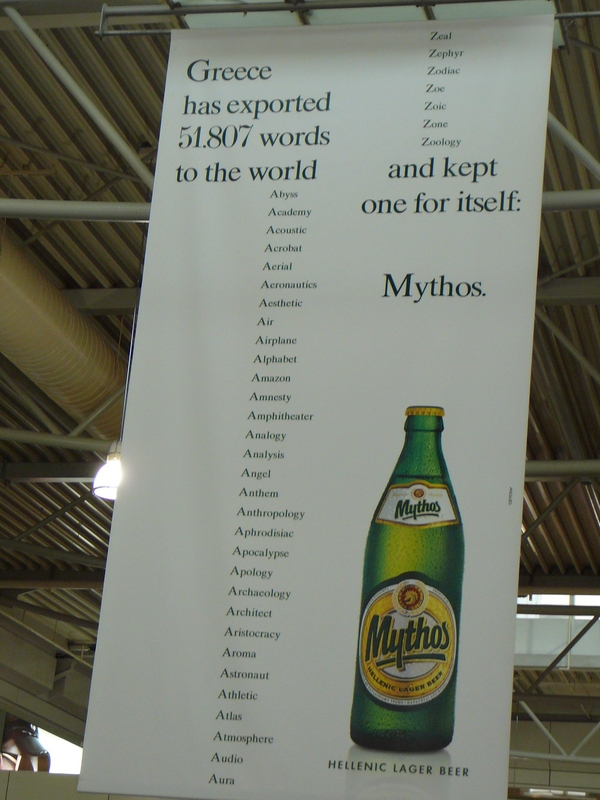 Greece
has exported
51.807 words
to the world
Abyss
Academy
Acoustic
Acrobat
Aerial
Aeronautics
Aesthetic
Air
Airplane
Alphabet
Amazon
Amnesty
Amphitheater
Analogy
Analysis
Angel
Anthem
Anthropology
Aphrodisiac
Apocalypse
Apology
Archaeology
Architect
Aristocracy
Aroma
Astronaut
Athletic
Atlas
Atmosphere
Audio
Aura
Zeal
Zephyr
Zodiac
Zoe
Zoic
Zone
Zoology
and kept
one for itself:
Mythos.
Mythos
Mythos
HELLENIC LAGER BEER
HELLENIC LAGER BEER